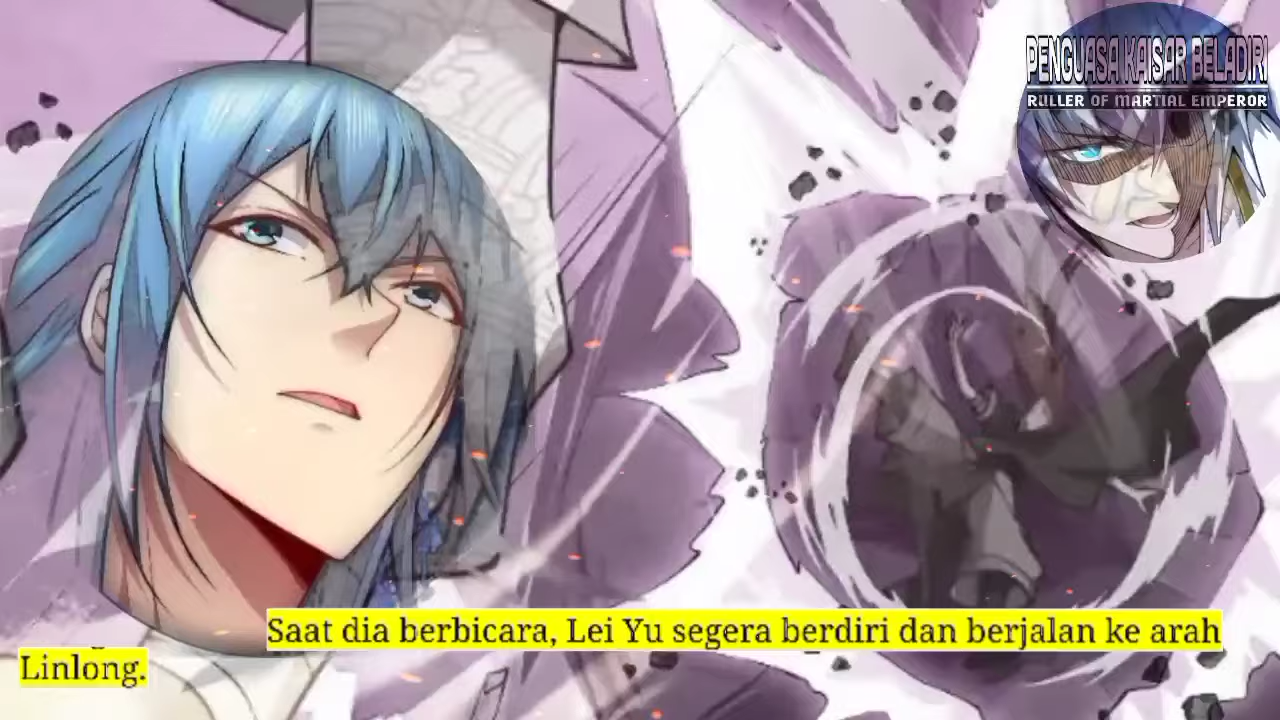 PENGUASA KAISAR BELADIRI
RULLER OF MARTIAL EMPEROR
Saat dia berbicara, Lei Yu segera berdiri dan berjalan ke arah
Linlong.